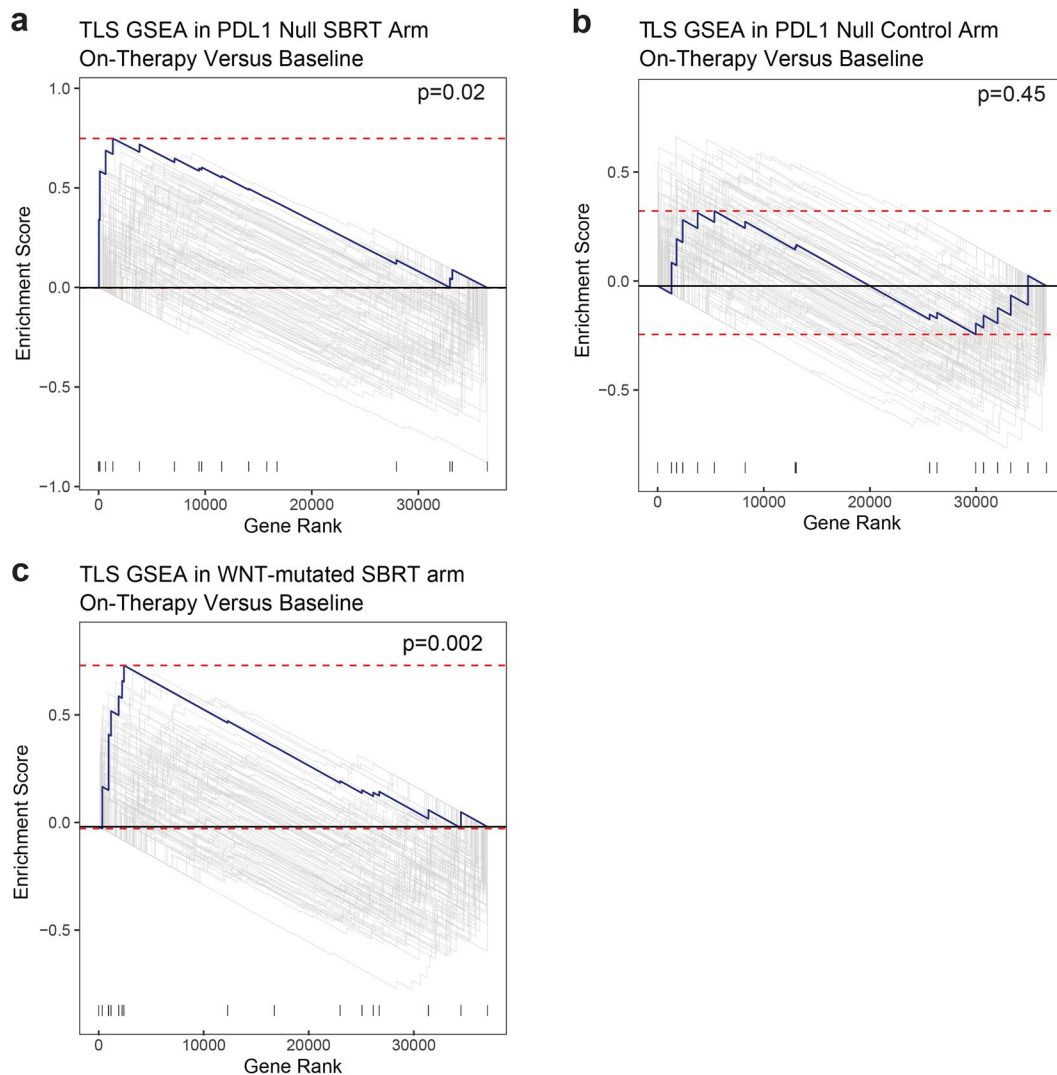 a
TLS GSEA in PDL1 Null SBRT Arm
On-Therapy Versus Baseline
p=0.02
1.0
0.5
0.0
−0.5
−1.0
Enrichment Score
0 10000 20000 30000
Gene Rank
b
TLS GSEA in PDL1 Null Control Arm
On-Therapy Versus Baseline
p=0.45
0.5
0.0
−0.5
Enrichment Score
0 10000 20000 30000
Gene Rank
c
TLS GSEA in WNT-mutated SBRT arm
On-Therapy Versus Baseline
p=0.002
0.5
0.0
−0.5
Enrichment Score
0 10000 20000 30000
Gene Rank